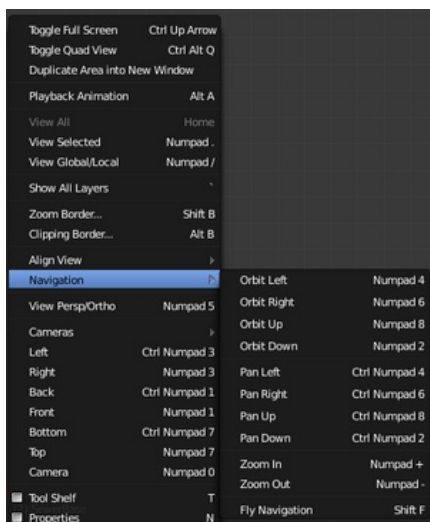 Toggle Full Screen Ctrl Up Arrow
Toggle Quad View Ctrl Alt Q
Duplicate Area into New Window
Playback Animation Alt A
View All Home
View Selected Numpad .
View Global/Local Numpad /
Show All Layers `
Zoom Border... Shift B
Clipping Border... Alt B
Align View
Navigation
View Persp/Ortho Numpad 5
Cameras
Left Ctrl Numpad 3
Right Numpad 3
Back Ctrl Numpad 1
Front Numpad 1
Bottom Ctrl Numpad 7
Top Numpad 7
Camera Numpad 0
Tool Shelf T
Properties N
Orbit Left Numpad 4
Orbit Right Numpad 6
Orbit Up Numpad 8
Orbit Down Numpad 2
Pan Left Ctrl Numpad 4
Pan Right Ctrl Numpad 6
Pan Up Ctrl Numpad 8
Pan Down Ctrl Numpad 2
Zoom In Numpad +
Zoom Out Numpad -
Fly Navigation Shift F